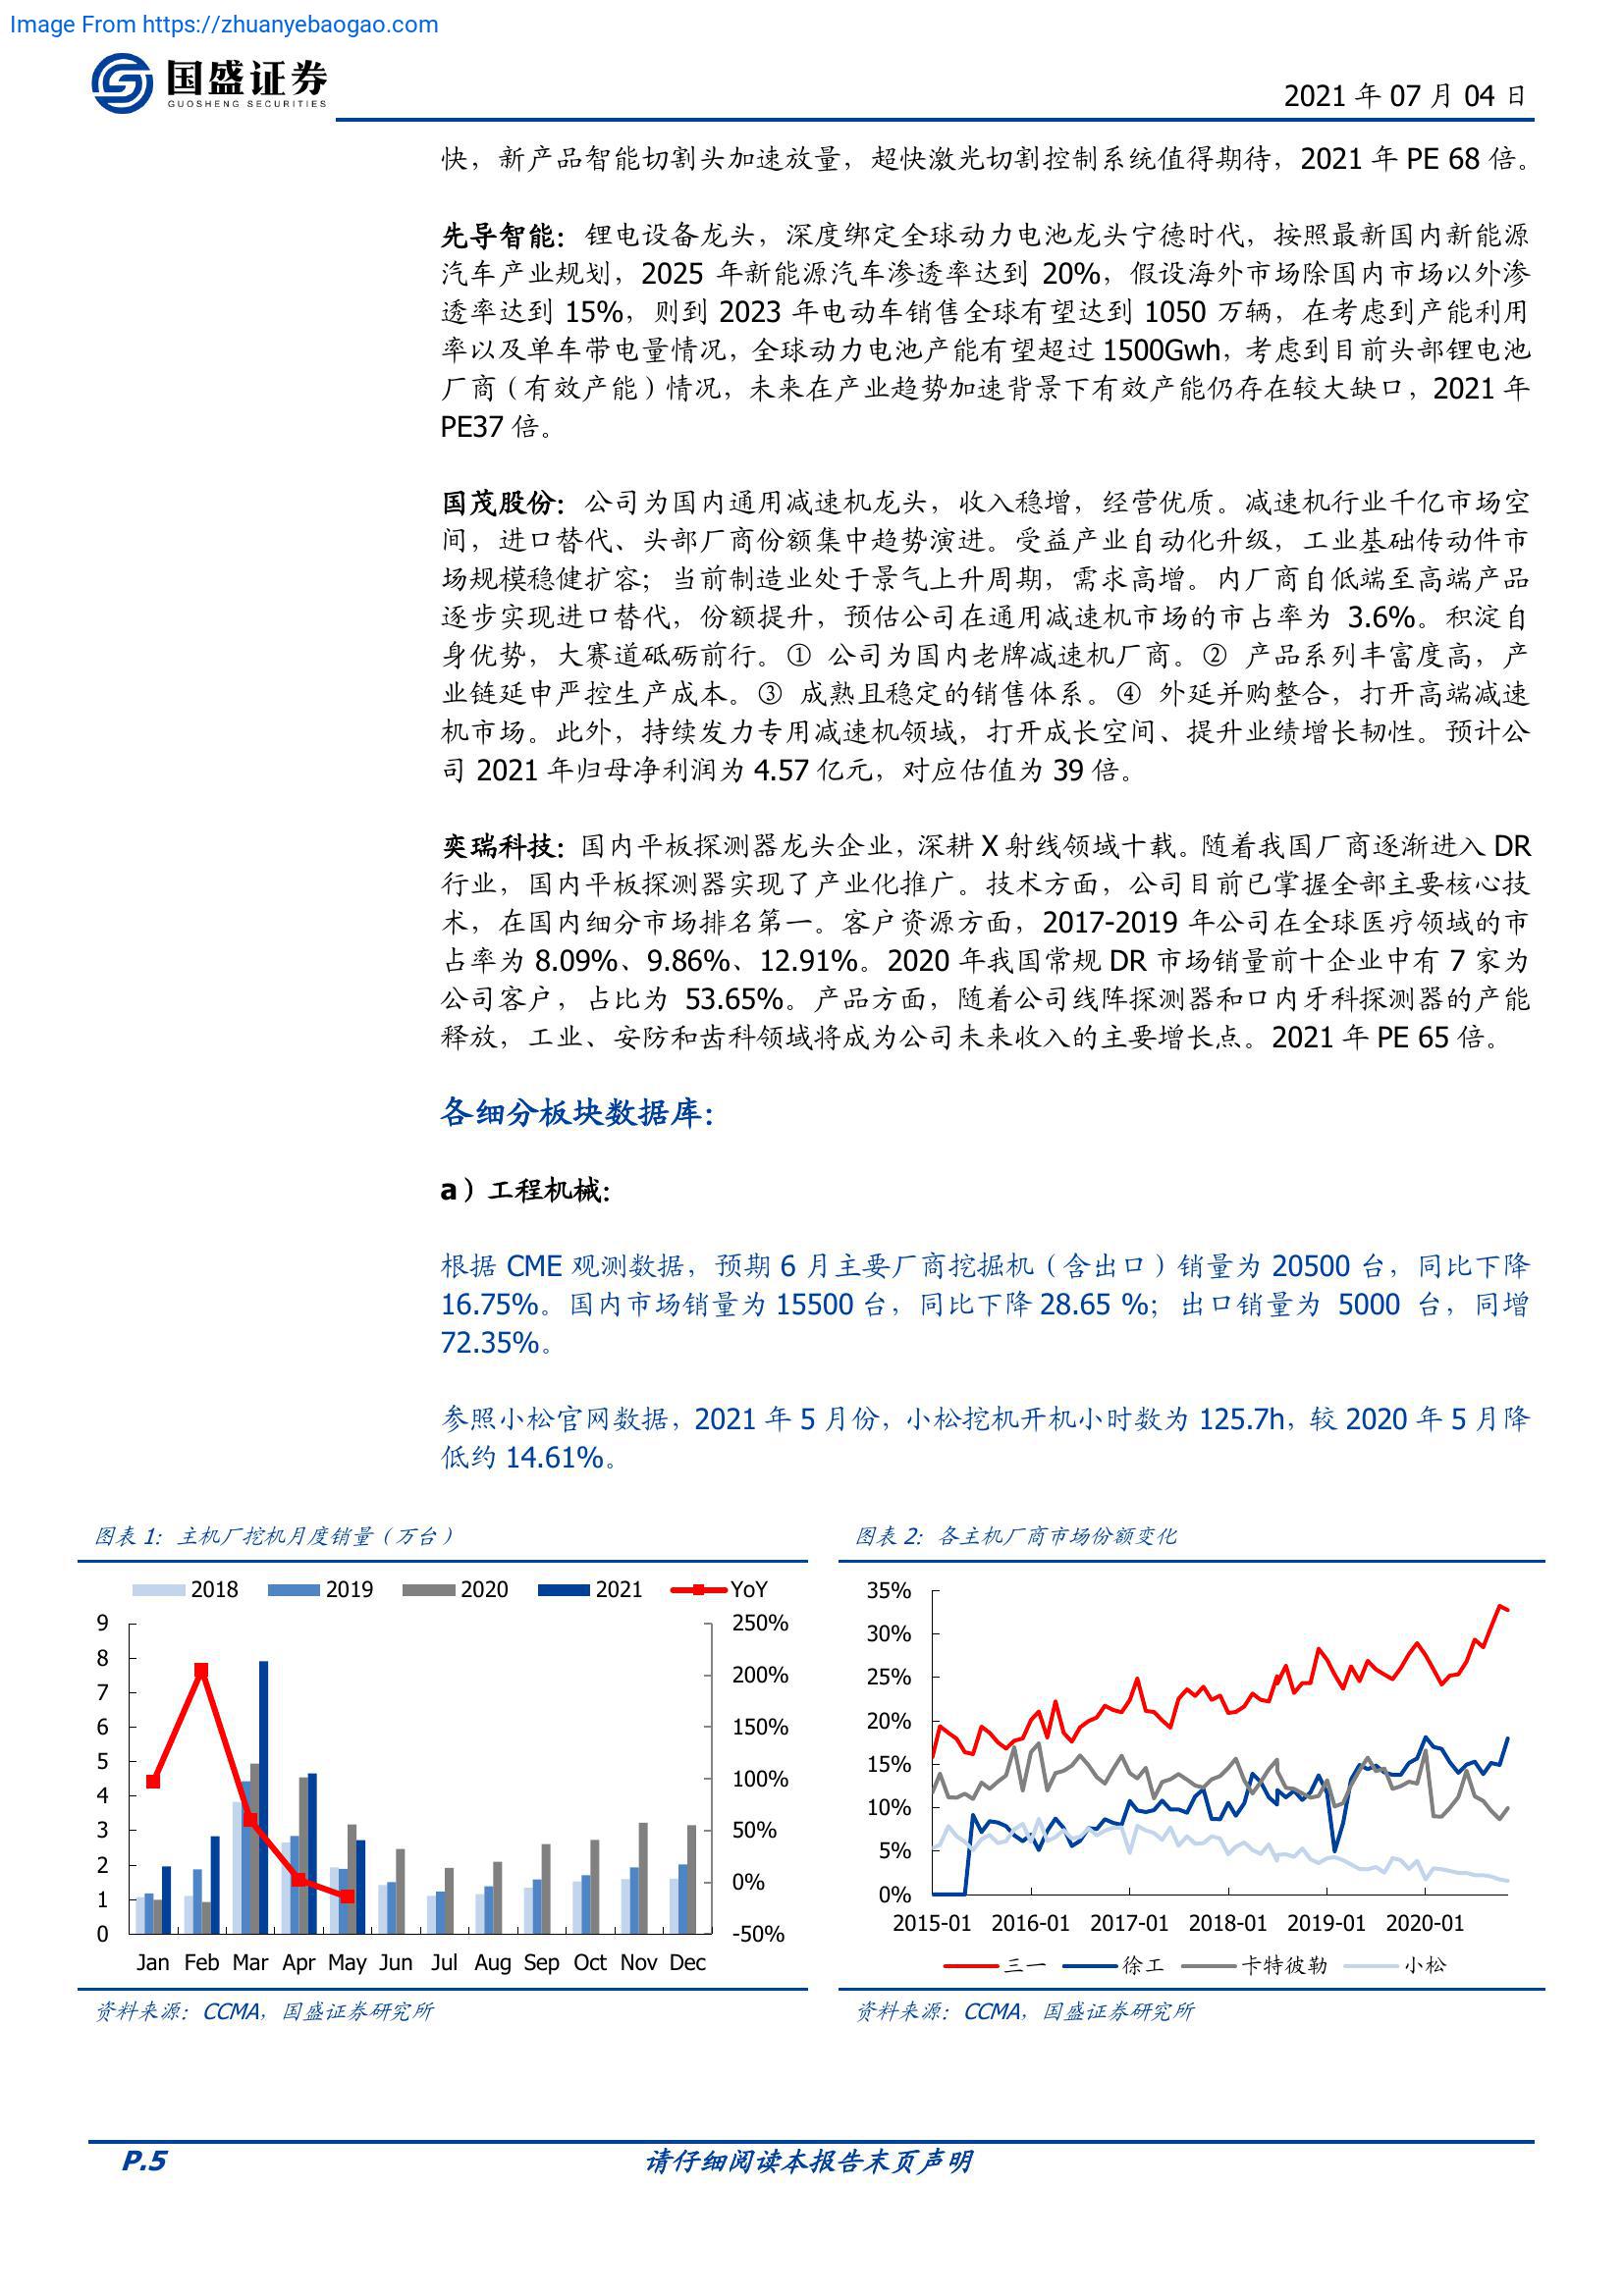 Image From https://zhuanyebaogao.com
国盛证券
GUOSHENG SECURITIES
2021 年 07 月 04 日
快，新产品智能切割头加速放量，超快激光切割控制系统值得期待，2021 年 PE 68 倍。
先导智能：锂电设备龙头，深度绑定全球动力电池龙头宁德时代，按照最新国内新能源
汽车产业规划，2025 年新能源汽车渗透率达到 20%，假设海外市场除国内市场以外渗
透率达到 15%，则到 2023 年电动车销售全球有望达到 1050 万辆，在考虑到产能利用
率以及单车带电量情况，全球动力电池产能有望超过 1500Gwh，考虑到目前头部锂电池
厂商（有效产能）情况，未来在产业趋势加速背景下有效产能仍存在较大缺口，2021 年
PE37 倍。
国茂股份：公司为国内通用减速机龙头，收入稳增，经营优质。减速机行业千亿市场空
间，进口替代、头部厂商份额集中趋势演进。受益产业自动化升级，工业基础传动件市
场规模稳健扩容；当前制造业处于景气上升周期，需求高增。内厂商自低端至高端产品
逐步实现进口替代，份额提升，预估公司在通用减速机市场的市占率为 3.6%。积淀自
身优势，大赛道砥砺前行。① 公司为国内老牌减速机厂商。② 产品系列丰富度高，产
业链延申严控生产成本。③ 成熟且稳定的销售体系。④ 外延并购整合，打开高端减速
机市场。此外，持续发力专用减速机领域，打开成长空间、提升业绩增长韧性。预计公
司 2021 年归母净利润为 4.57 亿元，对应估值为 39 倍。
奕瑞科技：国内平板探测器龙头企业，深耕 X 射线领域十载。随着我国厂商逐渐进入 DR
行业，国内平板探测器实现了产业化推广。技术方面，公司目前已掌握全部主要核心技
术，在国内细分市场排名第一。客户资源方面，2017-2019 年公司在全球医疗领域的市
占率为 8.09%、9.86%、12.91%。2020 年我国常规 DR 市场销量前十企业中有 7 家为
公司客户，占比为 53.65%。产品方面，随着公司线阵探测器和口内牙科探测器的产能
释放，工业、安防和齿科领域将成为公司未来收入的主要增长点。2021 年 PE 65 倍。
各细分板块数据库：
a）工程机械：
根据 CME 观测数据，预期 6 月主要厂商挖掘机（含出口）销量为 20500 台，同比下降
16.75%。国内市场销量为 15500 台，同比下降 28.65 %；出口销量为 5000 台，同增
72.35%。
参照小松官网数据，2021 年 5 月份，小松挖机开机小时数为 125.7h，较 2020 年 5 月降
低约 14.61%。
图表 1：主机厂挖机月度销量（万台）
2018 2019 2020 2021 YoY
9 250%
8 200%
7 150%
6 100%
5 50%
4 0%
3 -50%
2
1
0
Jan Feb Mar Apr May Jun Jul Aug Sep Oct Nov Dec
资料来源：CCMA，国盛证券研究所
图表 2：各主机厂商市场份额变化
35%
30%
25%
20%
15%
10%
5%
0%
2015-01 2016-01 2017-01 2018-01 2019-01 2020-01
三一 徐工 卡特彼勒 小松
资料来源：CCMA，国盛证券研究所
P.5
请仔细阅读本报告末页声明